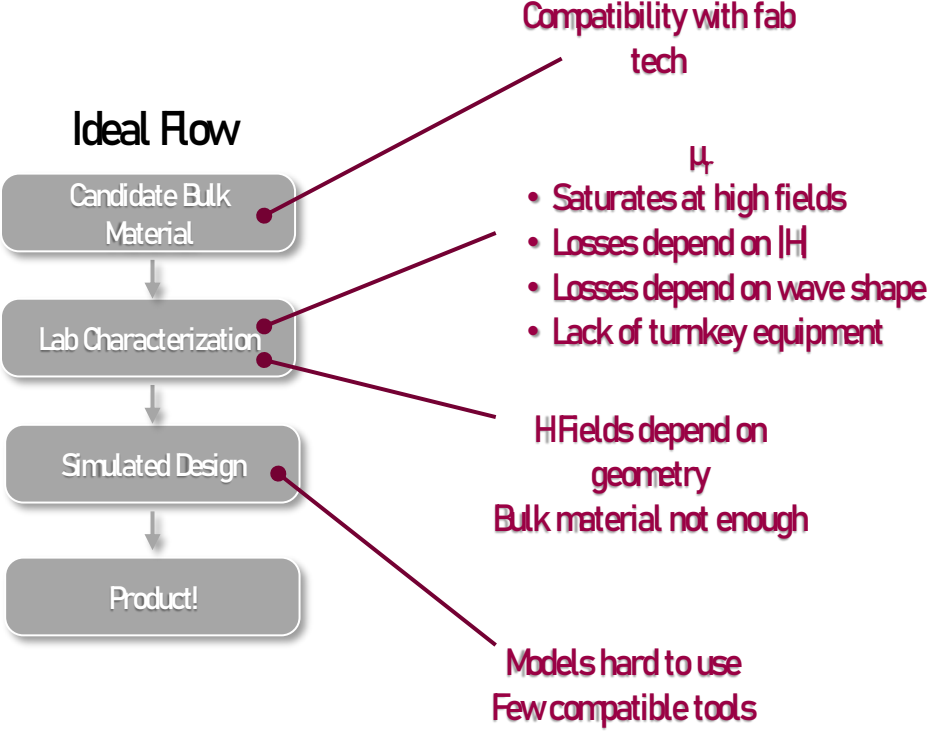 Compatibility with fab
tech
Ideal Flow
Candidate Bulk
Material
Lab Characterization
Simulated Design
Product!
μr
• Saturates at high fields
• Losses depend on |H|
• Losses depend on wave shape
• Lack of turnkey equipment
H Fields depend on
geometry
Bulk material not enough
Models hard to use
Few compatible tools